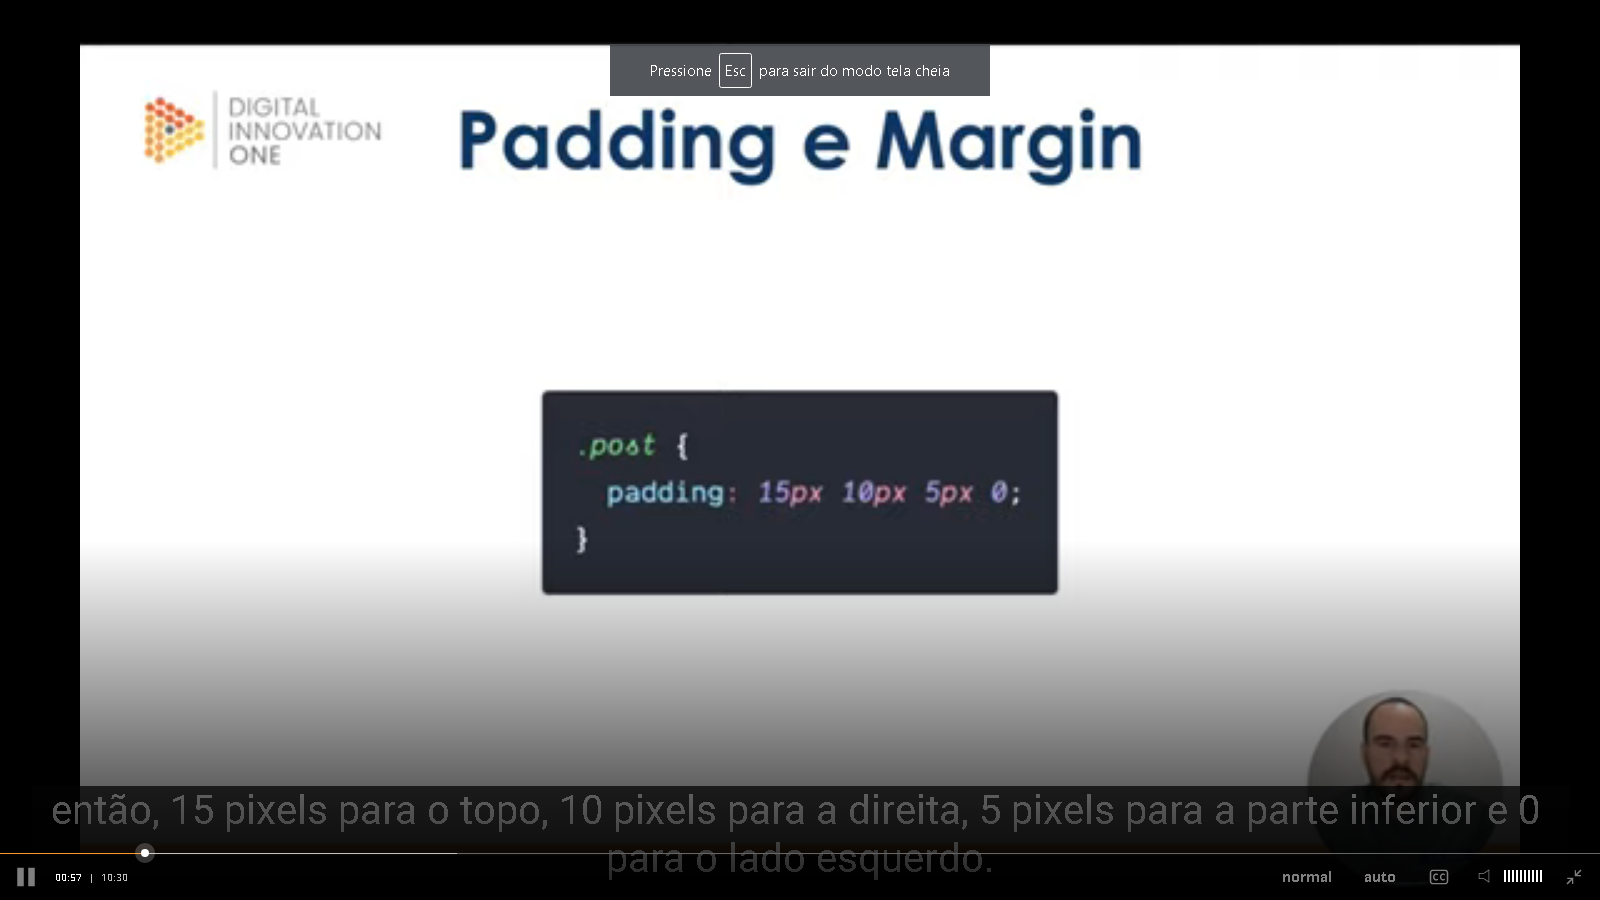 Pressione Esc para sair do modo tela cheia
DIGITAL
INNOVATION
ONE
Padding e Margin
.post {
padding: 15px 10px 5px 0;
}
então, 15 pixels para o topo, 10 pixels para a direita, 5 pixels para a parte inferior e 0
para o lado esquerdo.
00:57 | 10:30
normal auto CC